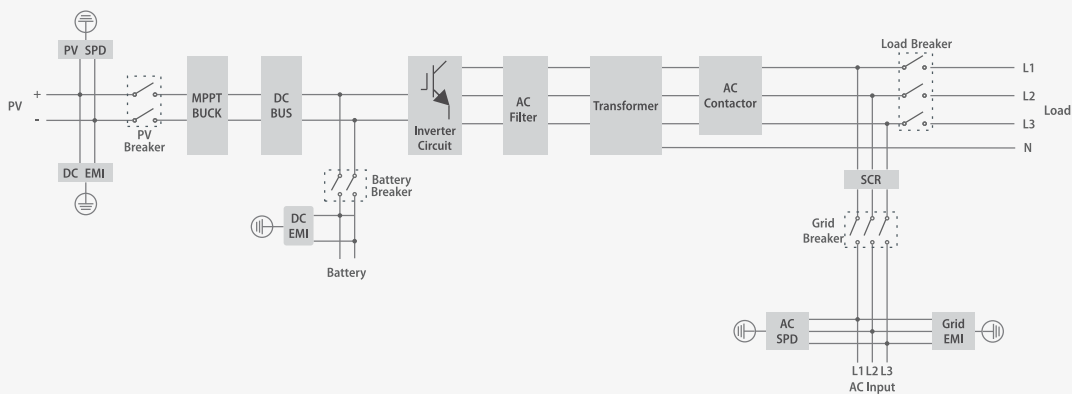 PV SPD
PV
+
-
DC EMI
PV
Breaker
MPPT
BUCK
DC
BUS
Battery
Breaker
DC
EMI
Battery
Inverter
Circuit
AC
Filter
Transformer
AC
Contactor
Load Breaker
L1
L2
L3
N
Load
SCR
Grid
Breaker
AC
SPD
Grid
EMI
L1 L2 L3
AC Input